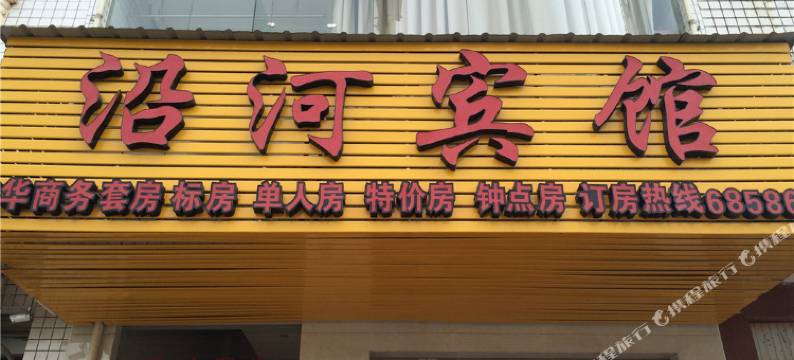 沿河宾馆
华商务套房 标房 单人房 特价房 钟点房 订房热线68586
携程旅行
携程旅行